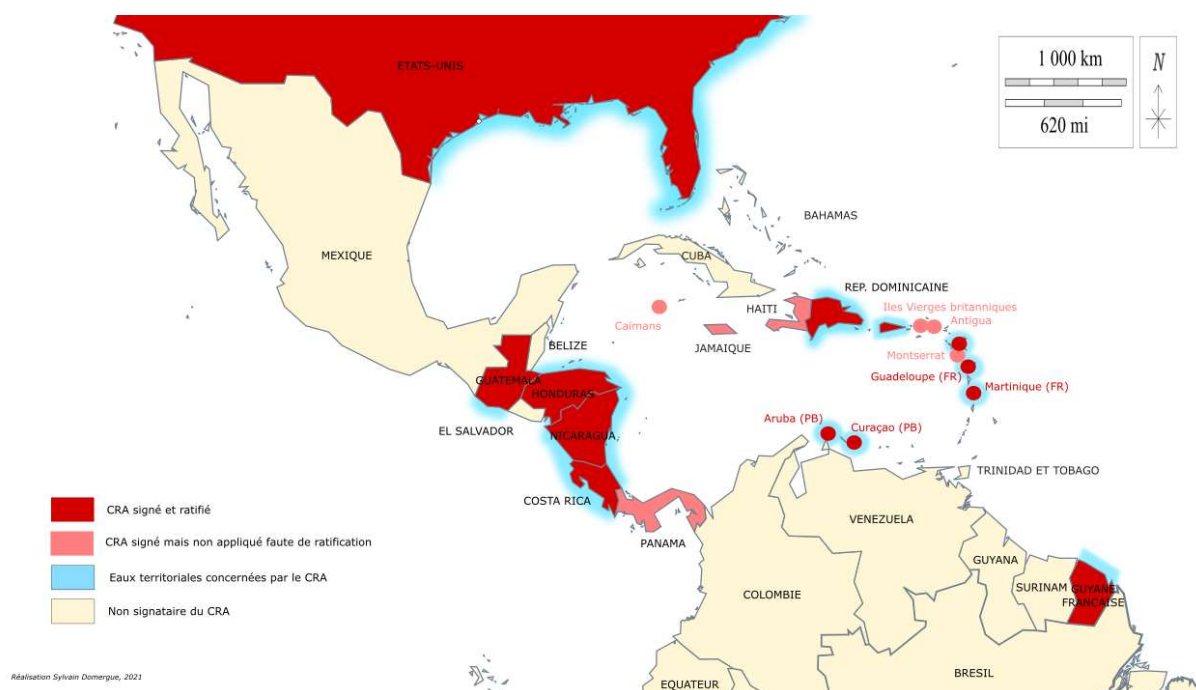 1 000 km
620 mi
N
ETATS-UNIS
BAHAMAS
MEXIQUE
CUBA
REP. DOMINICAINE
HAITI
Iles Vierges britanniques
Antigua
Caimans
JAMAIQUE
BELIZE
Montserrat
GUATEMALA
Guadeloupe (FR)
HONDURAS
Martinique (FR)
Aruba (PB)
Curaçao (PB)
EL SALVADOR
NICARAGUA
TRINIDAD ET TOBAGO
COSTA RICA
CRA signé et ratifié
VENEZUELA
CRA signé mais non appliqué faute de ratification
PANAMA
GUYANA
Eaux territoriales concernées par le CRA
SURINAM
GUYANE
FRANCAISE
COLOMBIE
Non signataire du CRA
BRESIL
Réalisation Sylvain Domergue, 2021
EQUATEUR